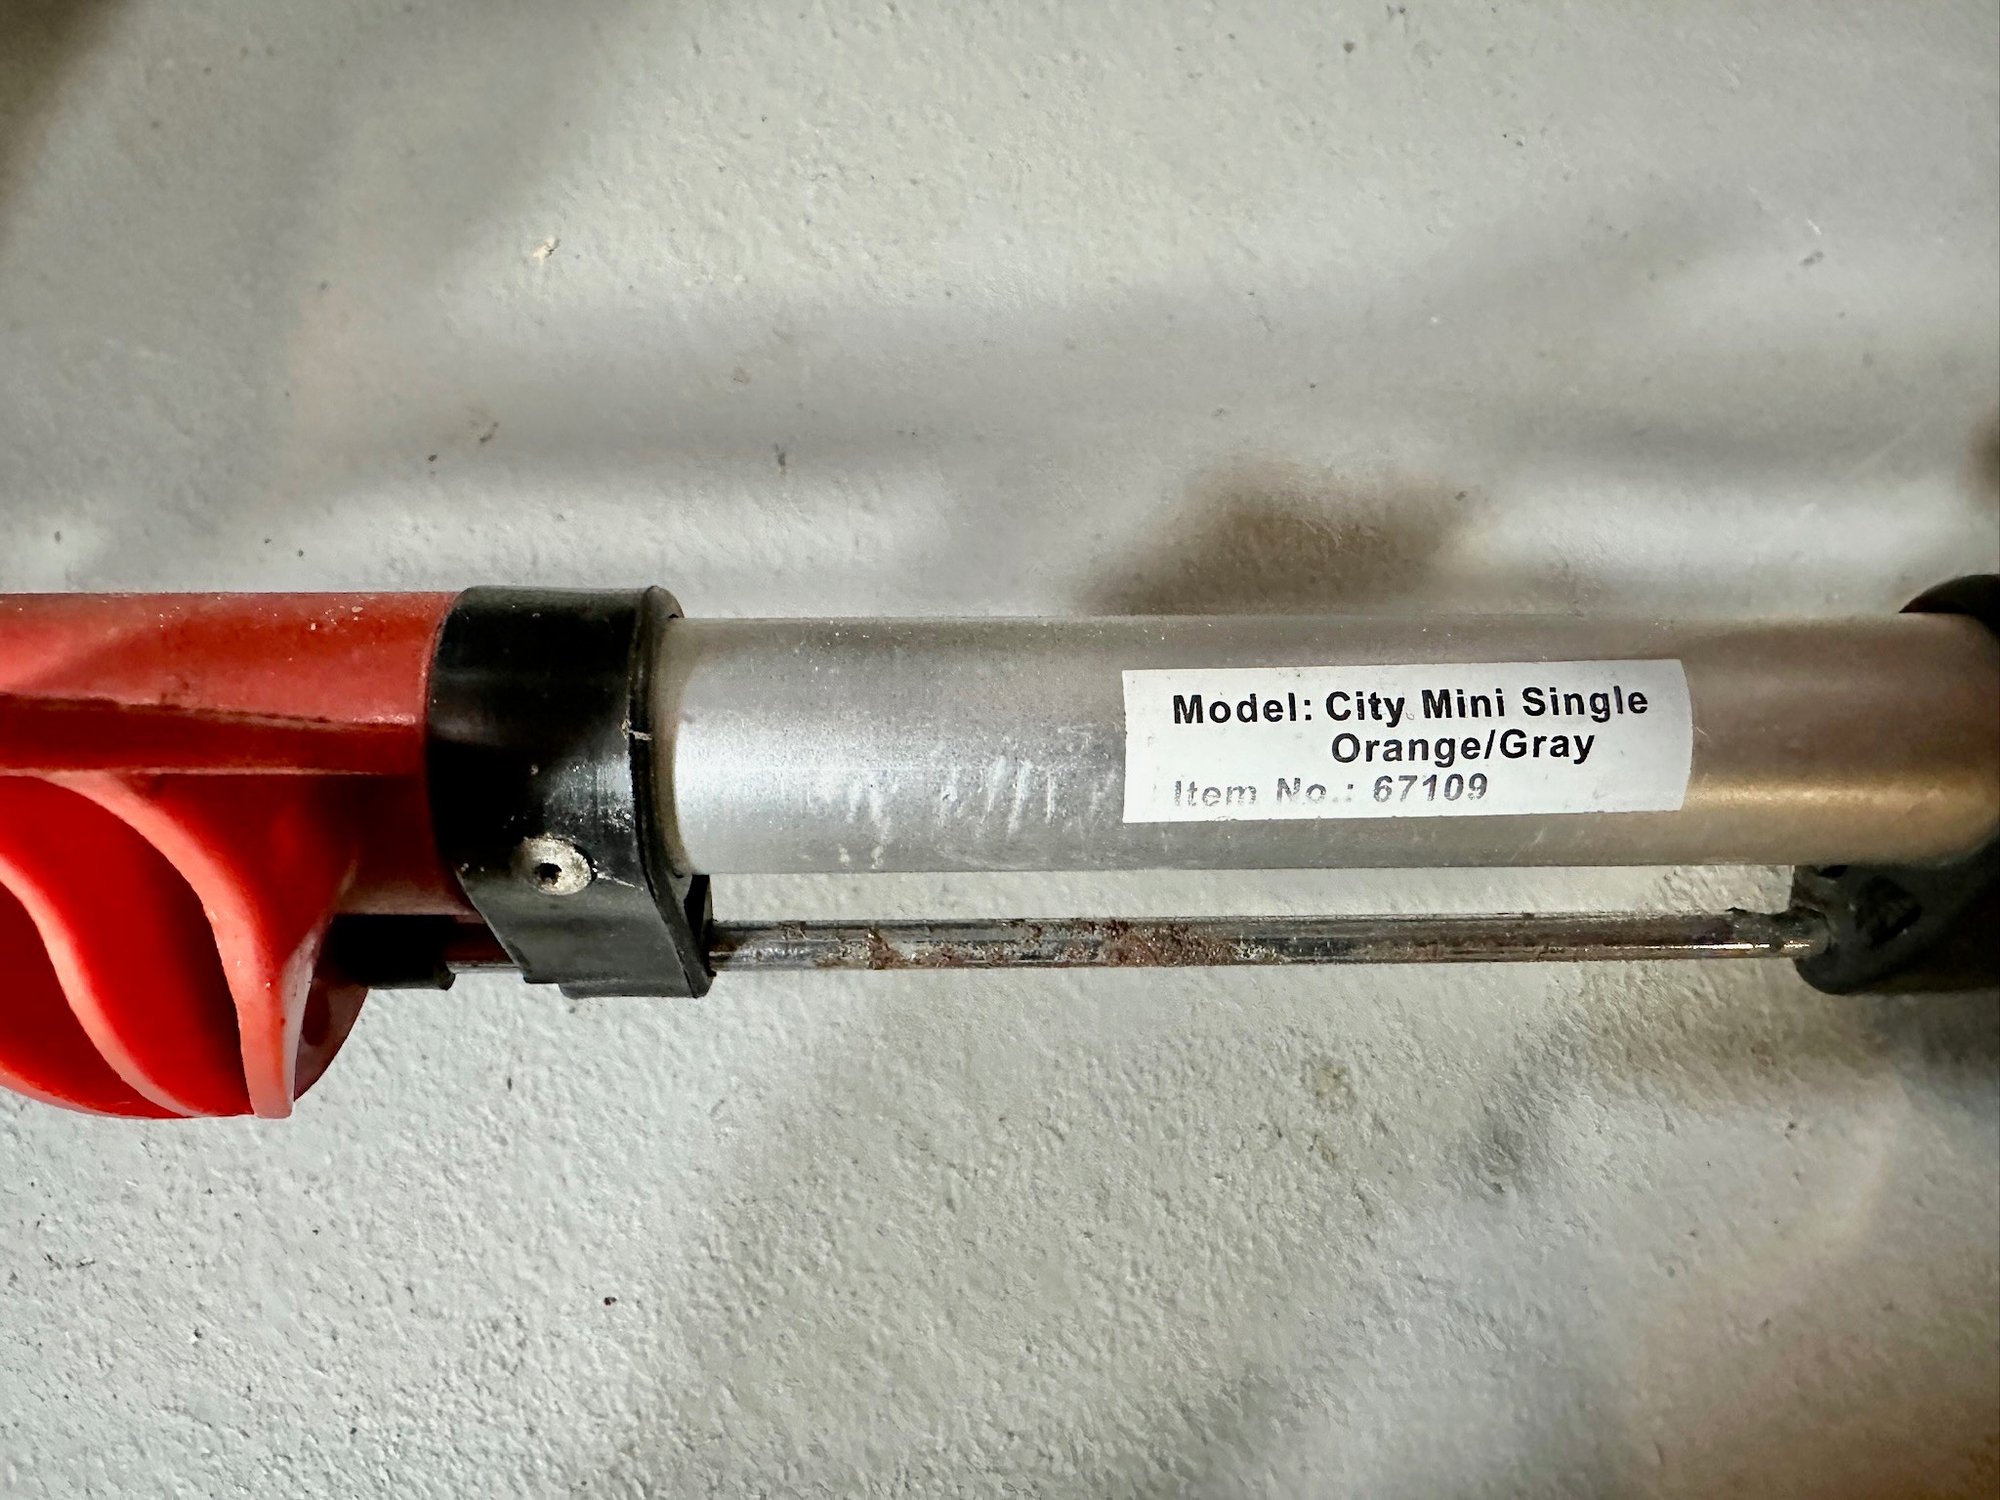 Model: City Mini Single
Orange/Gray
Item No.: 67109